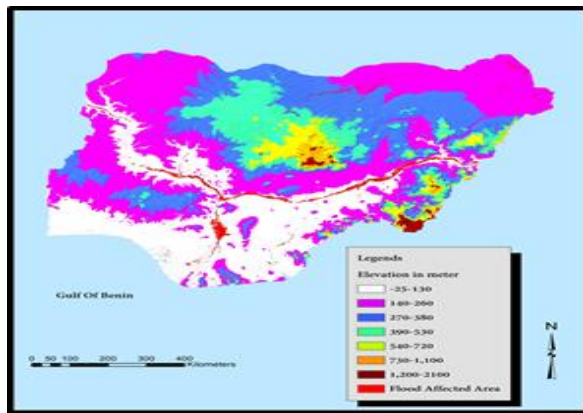 Legends
Elevation in meter
-25-130
140-260
270-380
390-530
540-720
730-1,100
1,200-2100
Flood Affected Area
Gulf Of Benin
N
0 50 100 200 300 400
Kilometers